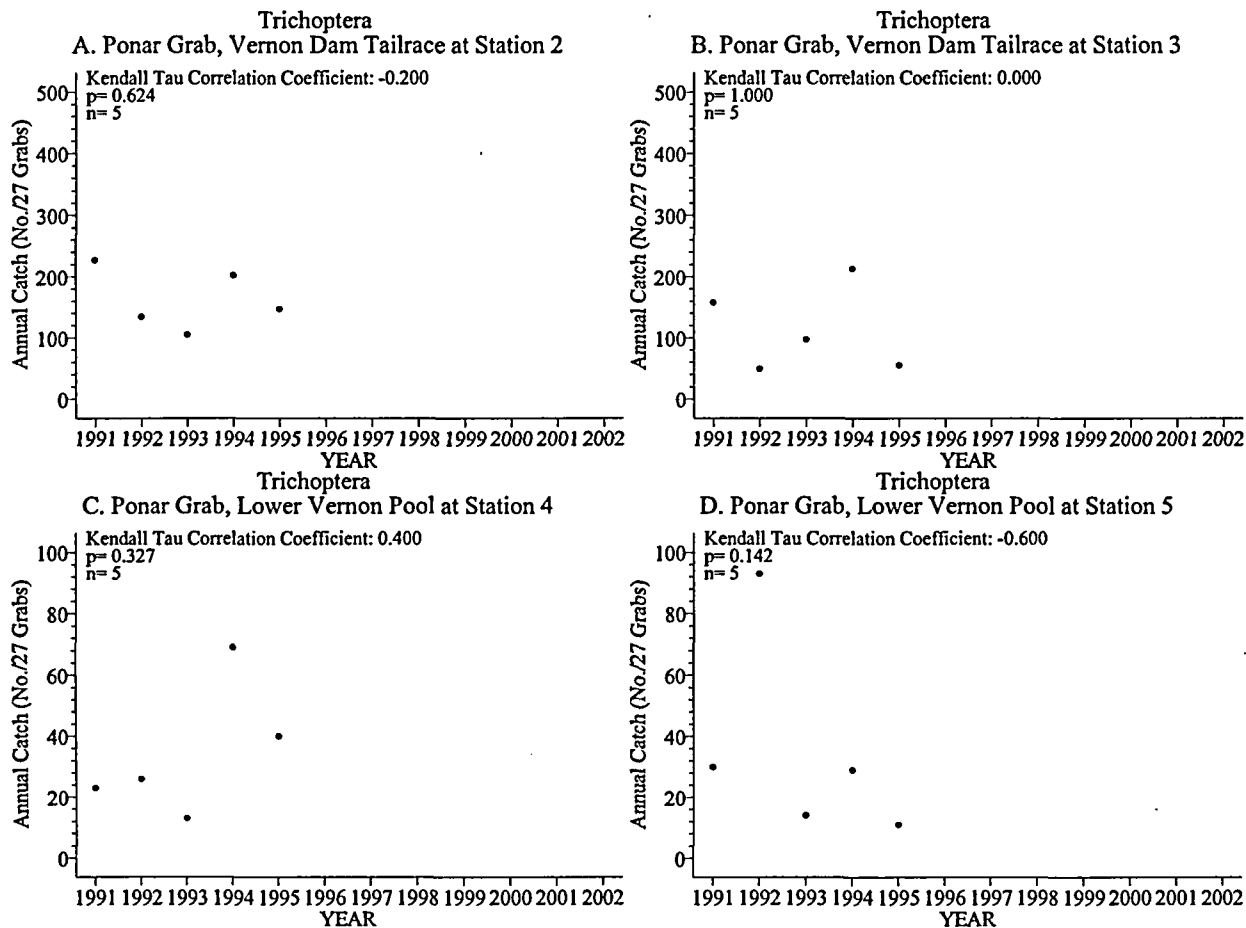 Trichoptera
A. Ponar Grab, Vernon Dam Tailrace at Station 2
Kendall Tau Correlation Coefficient: -0.200
p= 0.624
n= 5
500
400
300
200
100
0
Annual Catch (No./27 Grabs)
1991 1992 1993 1994 1995 1996 1997 1998 1999 2000 2001 2002
YEAR
Trichoptera
B. Ponar Grab, Vernon Dam Tailrace at Station 3
Kendall Tau Correlation Coefficient: 0.000
p= 1.000
n= 5
500
400
300
200
100
0
Annual Catch (No./27 Grabs)
1991 1992 1993 1994 1995 1996 1997 1998 1999 2000 2001 2002
YEAR
Trichoptera
C. Ponar Grab, Lower Vernon Pool at Station 4
Kendall Tau Correlation Coefficient: 0.400
p= 0.327
n= 5
100
80
60
40
20
0
Annual Catch (No./27 Grabs)
1991 1992 1993 1994 1995 1996 1997 1998 1999 2000 2001 2002
YEAR
Trichoptera
D. Ponar Grab, Lower Vernon Pool at Station 5
Kendall Tau Correlation Coefficient: -0.600
p= 0.142
n= 5
100
80
60
40
20
0
Annual Catch (No./27 Grabs)
1991 1992 1993 1994 1995 1996 1997 1998 1999 2000 2001 2002
YEAR